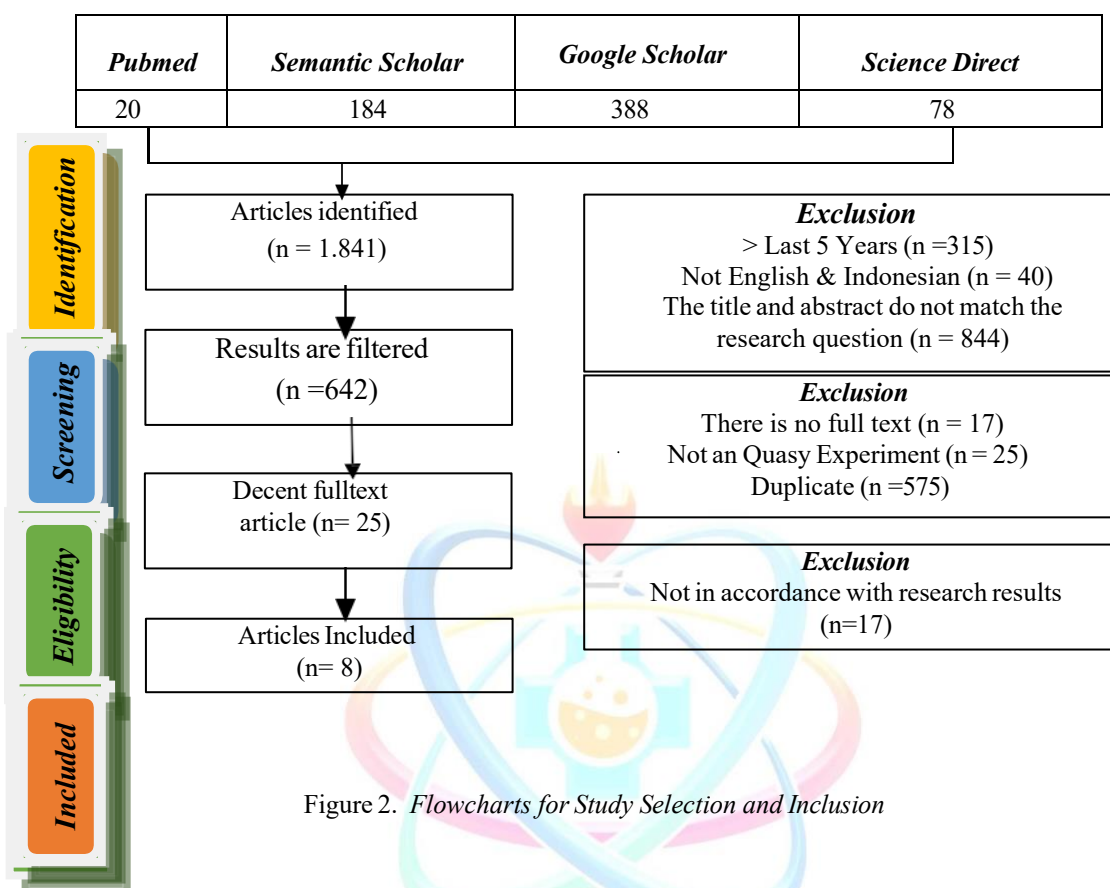 Pubmed Semantic Scholar Google Scholar Science Direct
20 184 388 78
Identification
Screening
Eligibility
Included
Articles identified
(n = 1.841)
Results are filtered
(n =642)
Decent fulltext
article (n= 25)
Articles Included
(n= 8)
Exclusion
> Last 5 Years (n =315)
Not English & Indonesian (n = 40)
The title and abstract do not match the
research question (n = 844)
Exclusion
There is no full text (n = 17)
Not an Quasy Experiment (n = 25)
Duplicate (n =575)
Exclusion
Not in accordance with research results
(n=17)
Figure 2. Flowcharts for Study Selection and Inclusion